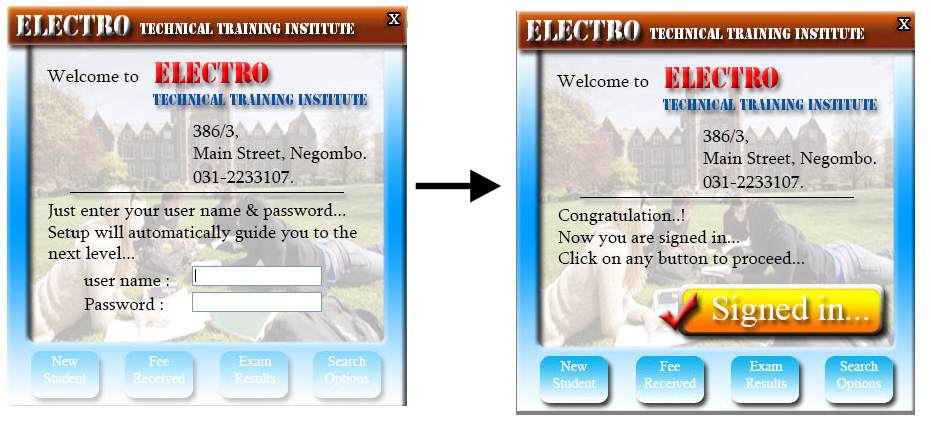 ELECTRO TECHNICAL TRAINING INSTITUTE X
Welcome to ELECTRO
TECHNICAL TRAINING INSTITUTE
386/3,
Main Street, Negombo.
031-2233107.
Just enter your user name & password...
Setup will automatically guide you to the
next level...
user name :
Password :
New Student
Fee Received
Exam Results
Search Options
ELECTRO TECHNICAL TRAINING INSTITUTE X
Welcome to ELECTRO
TECHNICAL TRAINING INSTITUTE
386/3,
Main Street, Negombo.
031-2233107.
Congratulation..!
Now you are signed in...
Click on any button to proceed...
Signed in...
New Student
Fee Received
Exam Results
Search Options